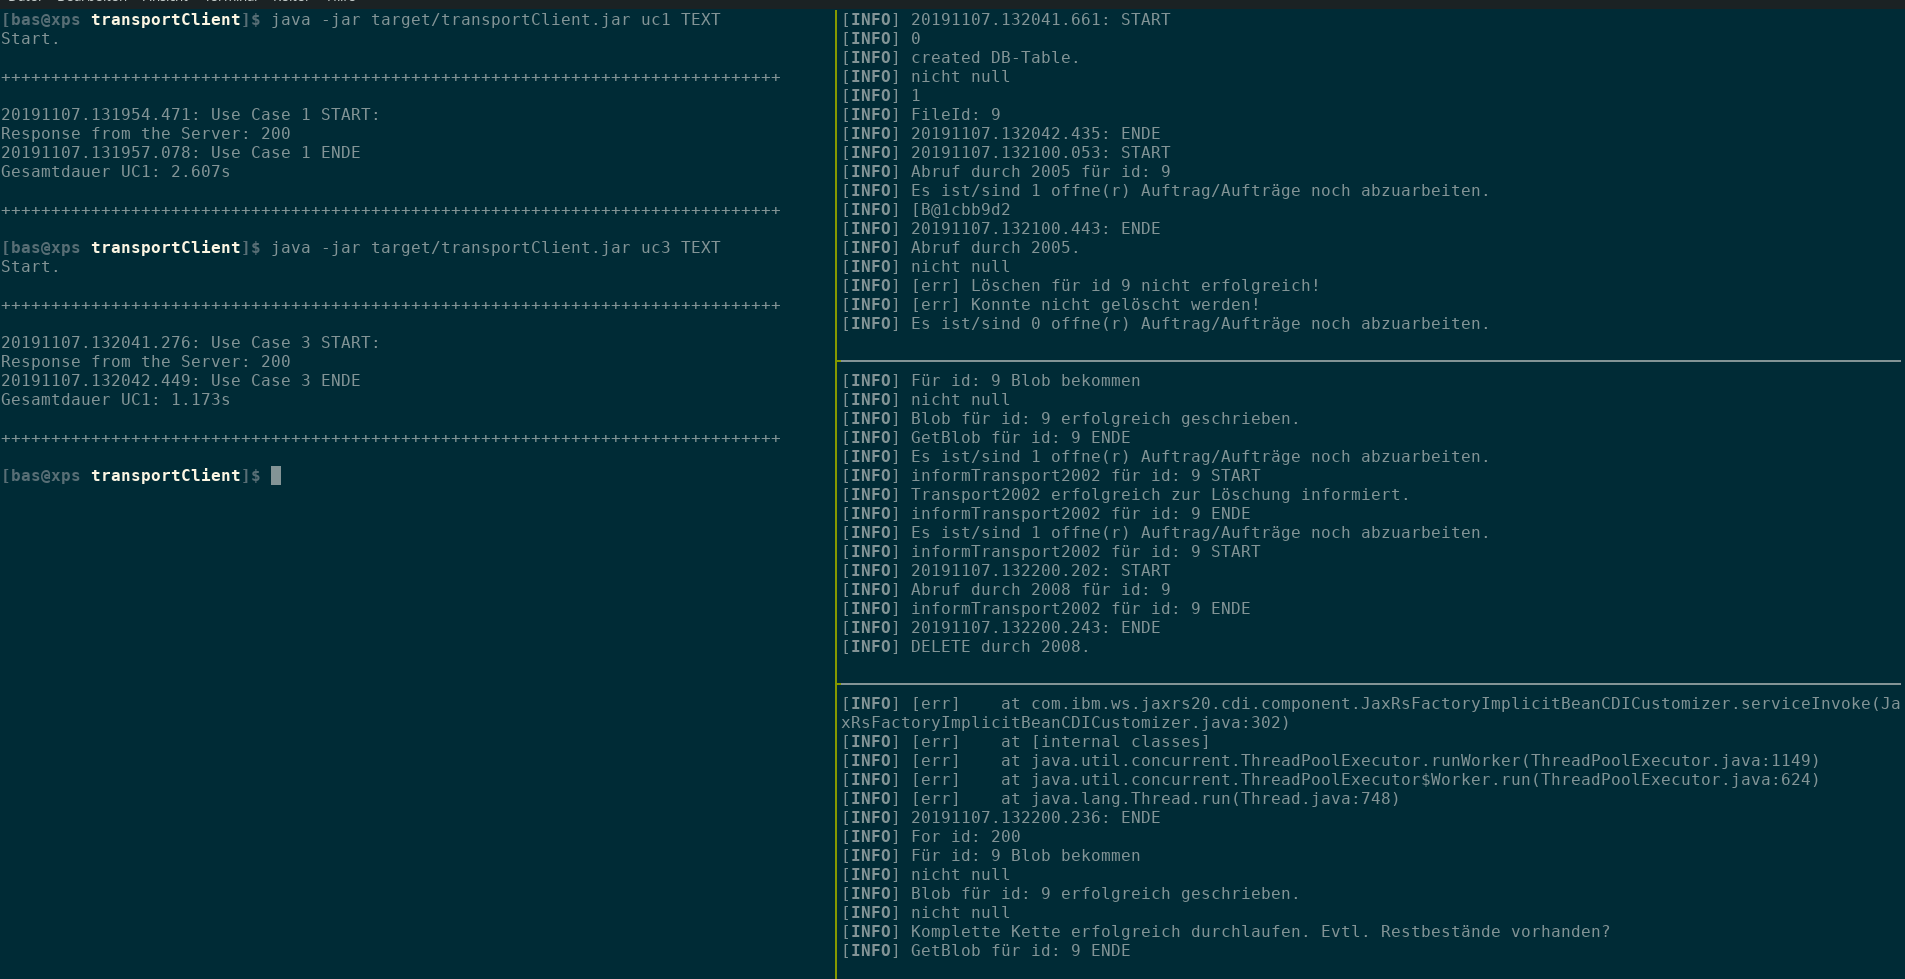 [bas@xps transportClient]$ java -jar target/transportClient.jar uc1 TEXT
Start.
++++++++++++++++++++++++++++++++++++++++++++++++++++++++++++++++++++++++++++++
20191107.131954.471: Use Case 1 START:
Response from the Server: 200
20191107.131957.078: Use Case 1 ENDE
Gesamtdauer UC1: 2.607s
++++++++++++++++++++++++++++++++++++++++++++++++++++++++++++++++++++++++++++++
[bas@xps transportClient]$ java -jar target/transportClient.jar uc3 TEXT
Start.
++++++++++++++++++++++++++++++++++++++++++++++++++++++++++++++++++++++++++++++
20191107.132041.276: Use Case 3 START:
Response from the Server: 200
20191107.132042.449: Use Case 3 ENDE
Gesamtdauer UC1: 1.173s
++++++++++++++++++++++++++++++++++++++++++++++++++++++++++++++++++++++++++++++
[bas@xps transportClient]$
[INFO] 20191107.132041.661: START
[INFO] 0
[INFO] created DB-Table.
[INFO] nicht null
[INFO] 1
[INFO] FileId: 9
[INFO] 20191107.132042.435: ENDE
[INFO] 20191107.132100.053: START
[INFO] Abruf durch 2005 für id: 9
[INFO] Es ist/sind 1 offne(r) Auftrag/Aufträge noch abzuarbeiten.
[INFO] [B@1cbb9d2
[INFO] 20191107.132100.443: ENDE
[INFO] Abruf durch 2005.
[INFO] nicht null
[INFO] [err] Löschen für id 9 nicht erfolgreich!
[INFO] [err] Konnte nicht gelöscht werden!
[INFO] Es ist/sind 0 offne(r) Auftrag/Aufträge noch abzuarbeiten.
[INFO] Für id: 9 Blob bekommen
[INFO] nicht null
[INFO] Blob für id: 9 erfolgreich geschrieben.
[INFO] GetBlob für id: 9 ENDE
[INFO] Es ist/sind 1 offne(r) Auftrag/Aufträge noch abzuarbeiten.
[INFO] informTransport2002 für id: 9 START
[INFO] Transport2002 erfolgreich zur Löschung informiert.
[INFO] informTransport2002 für id: 9 ENDE
[INFO] Es ist/sind 1 offne(r) Auftrag/Aufträge noch abzuarbeiten.
[INFO] informTransport2002 für id: 9 START
[INFO] 20191107.132200.202: START
[INFO] Abruf durch 2008 für id: 9
[INFO] informTransport2002 für id: 9 ENDE
[INFO] 20191107.132200.243: ENDE
[INFO] DELETE durch 2008.
[INFO] [err]    at com.ibm.ws.jaxrs20.cdi.component.JaxRsFactoryImplicitBeanCDICustomizer.serviceInvoke(Ja
xRsFactoryImplicitBeanCDICustomizer.java:302)
[INFO] [err]    at [internal classes]
[INFO] [err]    at java.util.concurrent.ThreadPoolExecutor.runWorker(ThreadPoolExecutor.java:1149)
[INFO] [err]    at java.util.concurrent.ThreadPoolExecutor$Worker.run(ThreadPoolExecutor.java:624)
[INFO] [err]    at java.lang.Thread.run(Thread.java:748)
[INFO] 20191107.132200.236: ENDE
[INFO] For id: 200
[INFO] Für id: 9 Blob bekommen
[INFO] nicht null
[INFO] Blob für id: 9 erfolgreich geschrieben.
[INFO] nicht null
[INFO] Komplette Kette erfolgreich durchlaufen. Evtl. Restbestände vorhanden?
[INFO] GetBlob für id: 9 ENDE